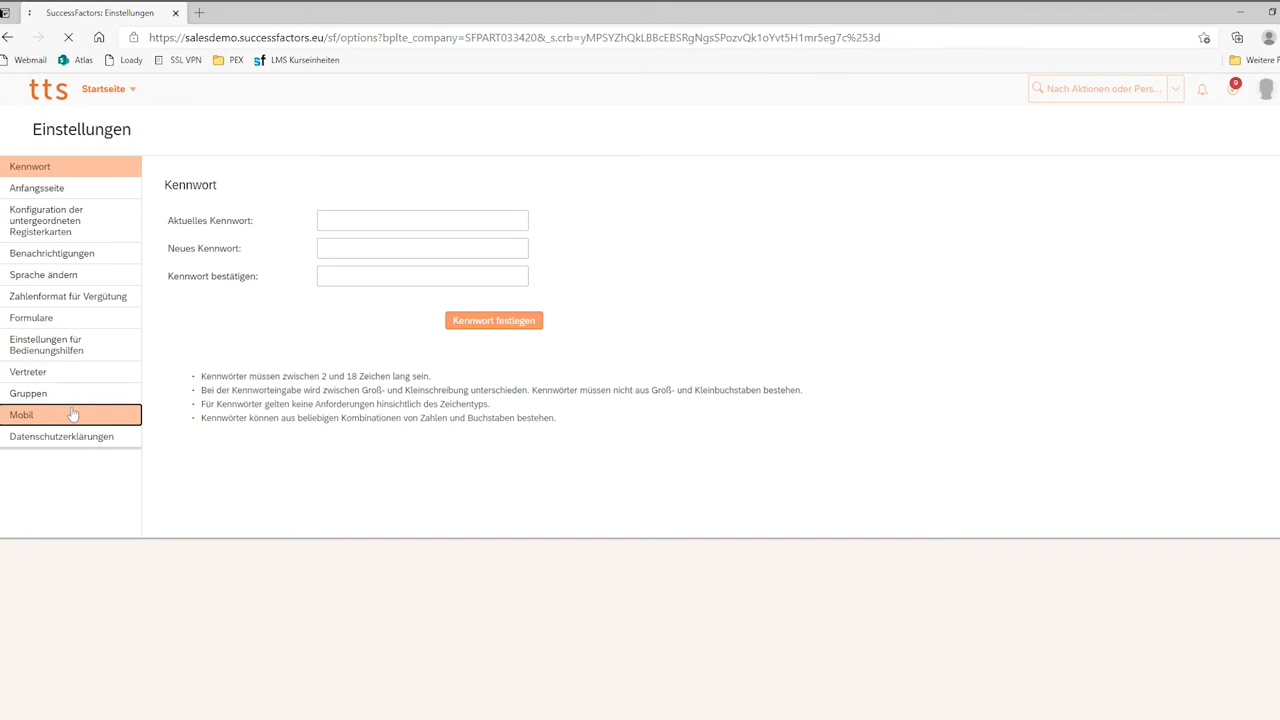 SuccessFactors: Einstellungen
https://salesdemo.successfactors.eu/sf/options?bplte_company=SFPART033420&_s.crb=yMPSYZhQkLBBcEBSRgNgsSPozvQk1oYvt5H1mr5eg7c%253d
Webmail Atlas Loady SSL VPN PEX LMS Kurseinheiten Weitere F
tts Startseite Nach Aktionen oder Pers... 9
Einstellungen
Kennwort
Anfangsseite
Konfiguration der
untergeordneten
Registerkarten
Benachrichtigungen
Sprache ändern
Zahlenformat für Vergütung
Formulare
Einstellungen für
Bedienungshilfen
Vertreter
Gruppen
Mobil
Datenschutzerklärungen
Kennwort
Aktuelles Kennwort:
Neues Kennwort:
Kennwort bestätigen:
Kennwort festlegen
• Kennwörter müssen zwischen 2 und 18 Zeichen lang sein.
• Bei der Kennworteingabe wird zwischen Groß- und Kleinschreibung unterschieden. Kennwörter müssen nicht aus Groß- und Kleinbuchstaben bestehen.
• Für Kennwörter gelten keine Anforderungen hinsichtlich des Zeichentyps.
• Kennwörter können aus beliebigen Kombinationen von Zahlen und Buchstaben bestehen.